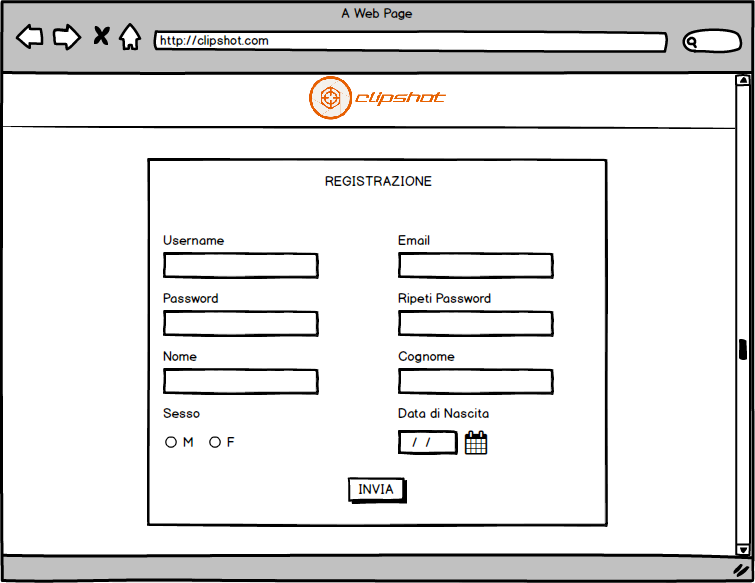 A Web Page
http://clipshot.com
clipshot
REGISTRAZIONE
Username
Email
Password
Ripeti Password
Nome
Cognome
Sesso
Data di Nascita
M F
/ /
INVIA